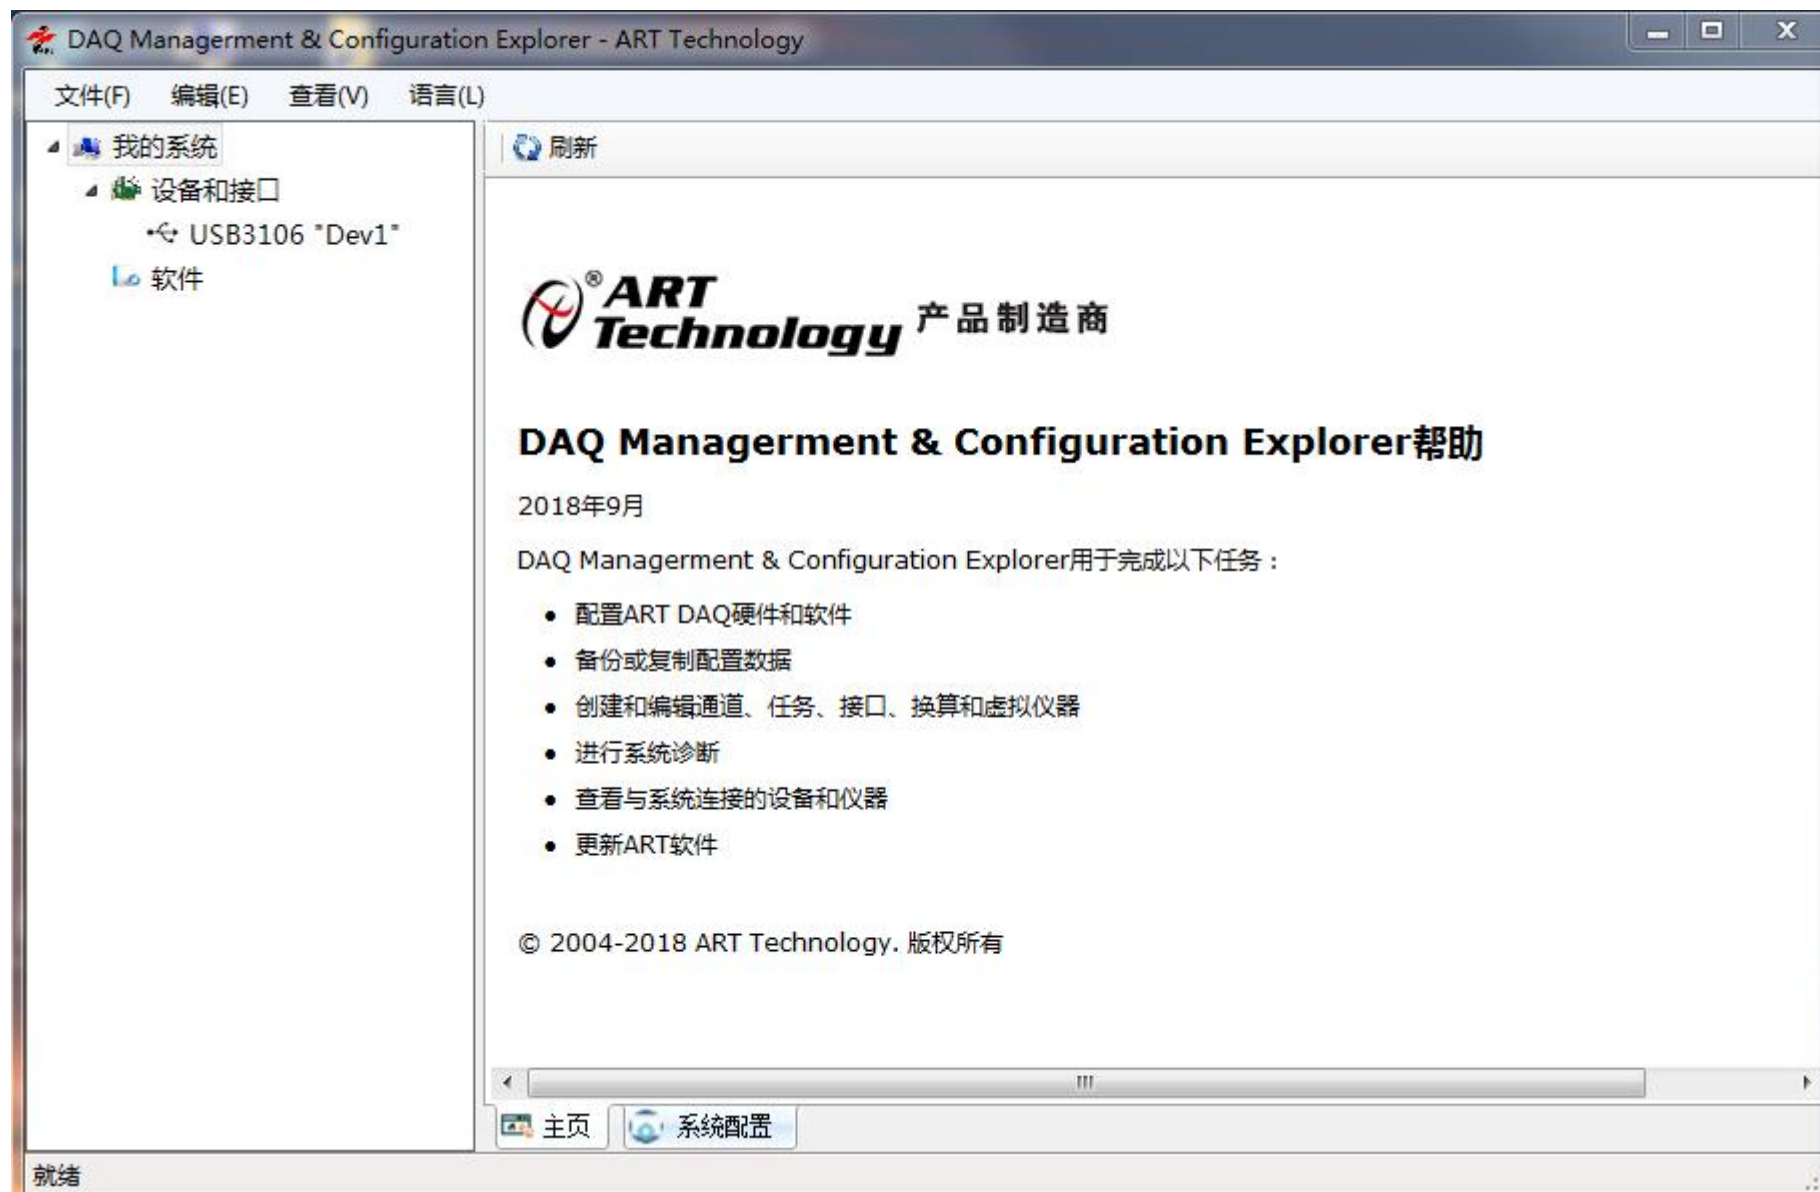 DAQ Managerment & Configuration Explorer - ART Technology
文件(F) 编辑(E) 查看(V) 语言(L)
我的系统
设备和接口
USB3106 "Dev1"
软件
刷新
®ART
Technology 产品制造商
DAQ Managerment & Configuration Explorer帮助
2018年9月
DAQ Managerment & Configuration Explorer用于完成以下任务：
• 配置ART DAQ硬件和软件
• 备份或复制配置数据
• 创建和编辑通道、任务、接口、换算和虚拟仪器
• 进行系统诊断
• 查看与系统连接的设备和仪器
• 更新ART软件
© 2004-2018 ART Technology. 版权所有
主页 系统配置
就绪